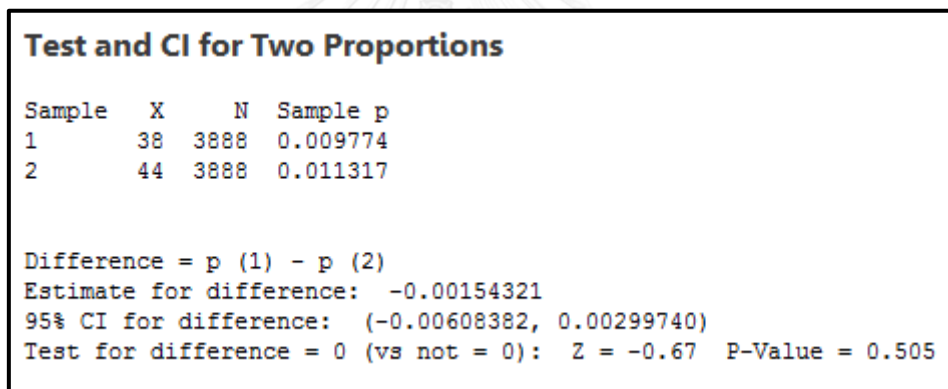 Test and CI for Two Proportions
Sample X N Sample p
1 38 3888 0.009774
2 44 3888 0.011317
Difference = p (1) - p (2)
Estimate for difference: -0.00154321
95% CI for difference: (-0.00608382, 0.00299740)
Test for difference = 0 (vs not = 0): Z = -0.67 P-Value = 0.505